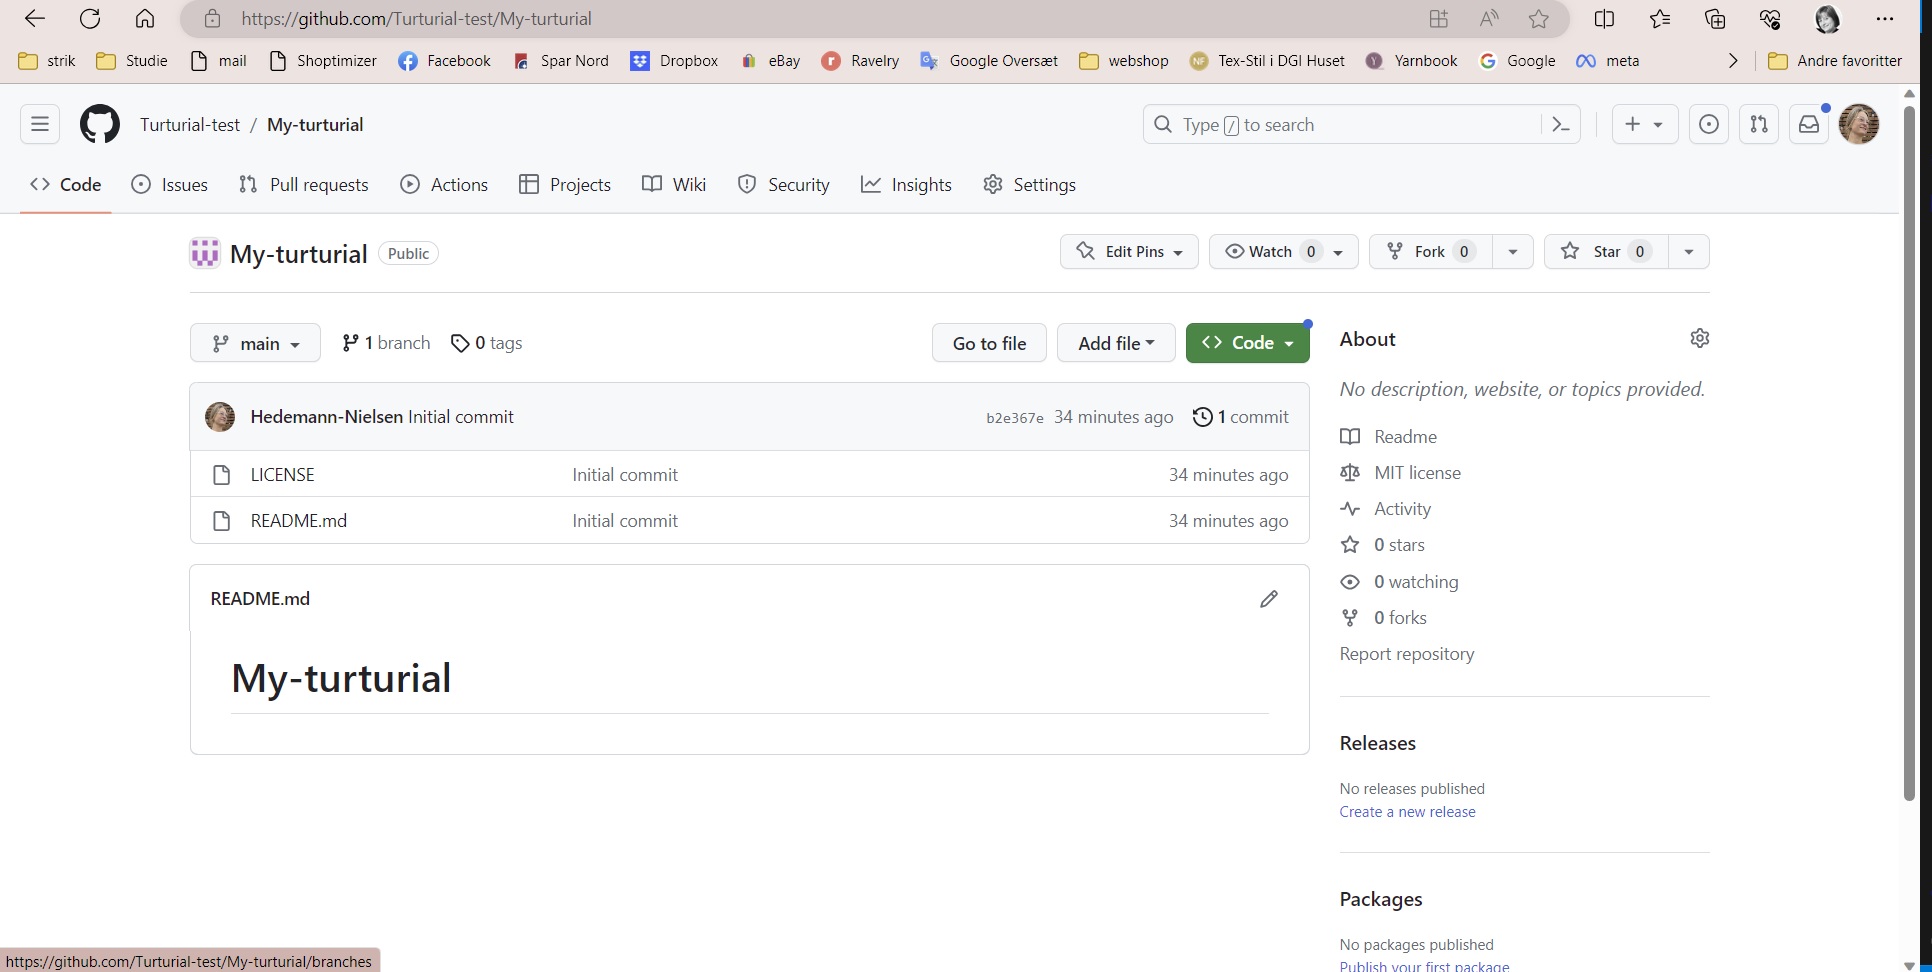 https://github.com/Turturial-test/My-turturial
strik Studie mail Shoptimizer Facebook Spar Nord Dropbox eBay Ravelry Google Oversæt webshop Tex-Stil i DGI Huset Yarnbook Google meta Andre favoritter
Turturial-test / My-turturial Type / to search
Code Issues Pull requests Actions Projects Wiki Security Insights Settings
My-turturial Public Edit Pins Watch 0 Fork 0 Star 0
main 1 branch 0 tags Go to file Add file Code
Hedemann-Nielsen Initial commit b2e367e 34 minutes ago 1 commit
LICENSE Initial commit 34 minutes ago
README.md Initial commit 34 minutes ago
README.md
My-turturial
About
No description, website, or topics provided.
Readme
MIT license
Activity
0 stars
0 watching
0 forks
Report repository
Releases
No releases published
Create a new release
Packages
No packages published
Publish your first package
https://github.com/Turturial-test/My-turturial/branches